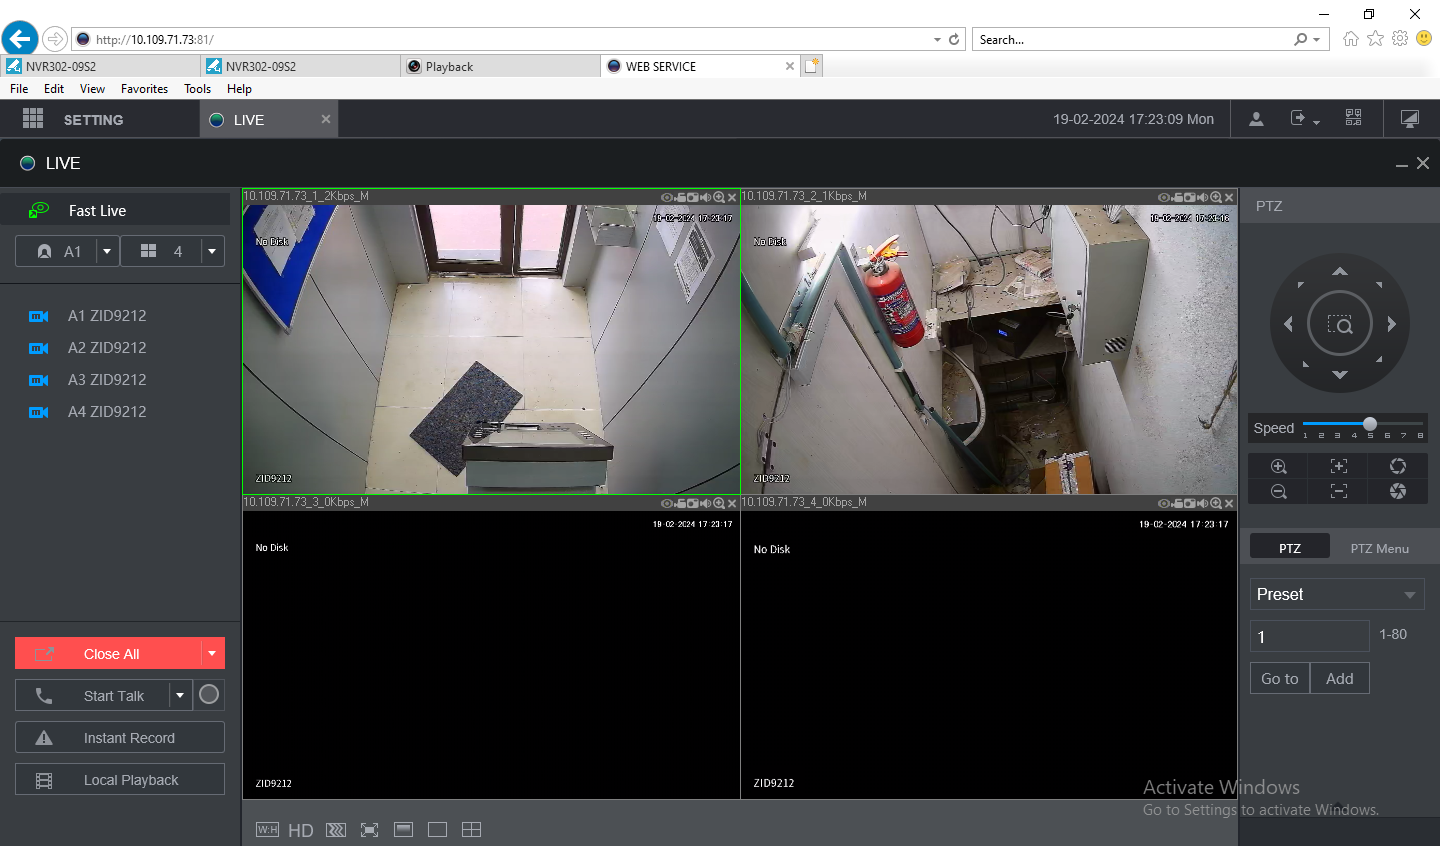 http://10.109.71.73:81/
Search...
NVR302-09S2
NVR302-09S2
Playback
WEB SERVICE
File Edit View Favorites Tools Help
SETTING
LIVE
19-02-2024 17:23:09 Mon
LIVE
Fast Live
A1
4
A1 ZID9212
A2 ZID9212
A3 ZID9212
A4 ZID9212
Close All
Start Talk
Instant Record
Local Playback
10.109.71.73_1_2Kbps_M
19-02-2024 17:23:17
No Disk
ZID9212
10.109.71.73_2_1Kbps_M
19-02-2024 17:23:18
No Disk
ZID9212
10.109.71.73_3_0Kbps_M
19-02-2024 17:23:17
No Disk
ZID9212
10.109.71.73_4_0Kbps_M
19-02-2024 17:23:17
No Disk
ZID9212
W:H HD
PTZ
Speed
1 2 3 4 5 6 7 8
PTZ
PTZ Menu
Preset
1
1-80
Go to
Add
Activate Windows
Go to Settings to activate Windows.